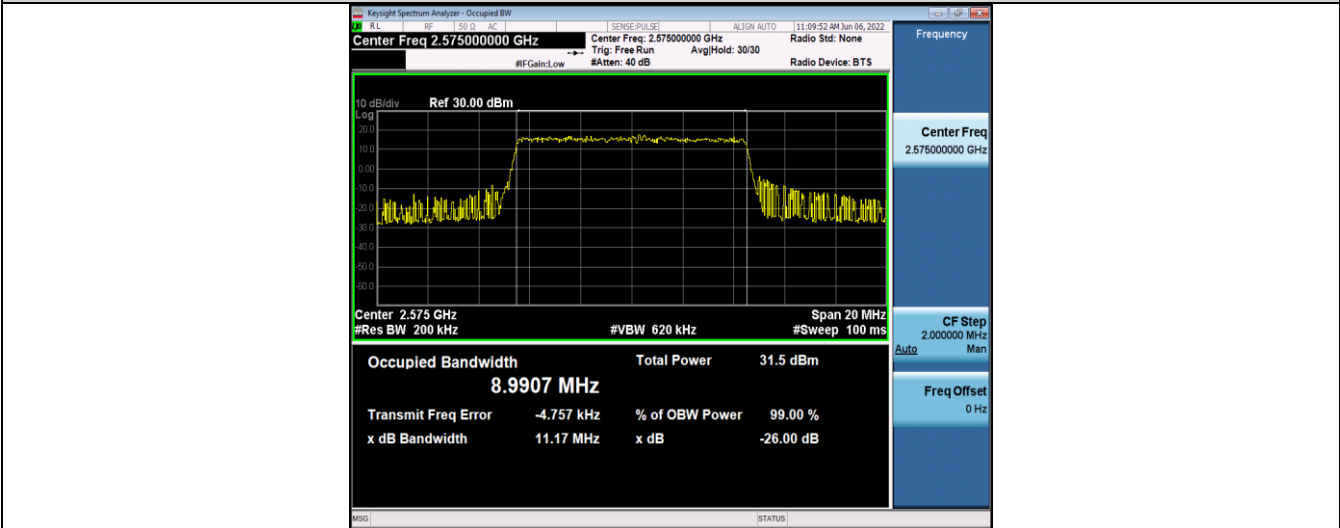 Keysight Spectrum Analyzer - Occupied BW
RL RF 50 Ω AC SENSE:PULSE ALIGN AUTO 11:09:52 AM Jun 06, 2022
Center Freq 2.575000000 GHz Center Freq: 2.575000000 GHz Radio Std: None
Trig: Free Run Avg|Hold: 30/30
#IFGain:Low #Atten: 40 dB Radio Device: BTS
10 dB/div Ref 30.00 dBm
Log
20.0
10.0
0.00
-10.0
-20.0
-30.0
-40.0
-50.0
-60.0
Center 2.575 GHz Span 20 MHz
#Res BW 200 kHz #VBW 620 kHz #Sweep 100 ms
Occupied Bandwidth Total Power 31.5 dBm
8.9907 MHz
Transmit Freq Error -4.757 kHz % of OBW Power 99.00 %
x dB Bandwidth 11.17 MHz x dB -26.00 dB
MSG STATUS
Frequency
Center Freq
2.575000000 GHz
CF Step
2.000000 MHz
Auto Man
Freq Offset
0 Hz